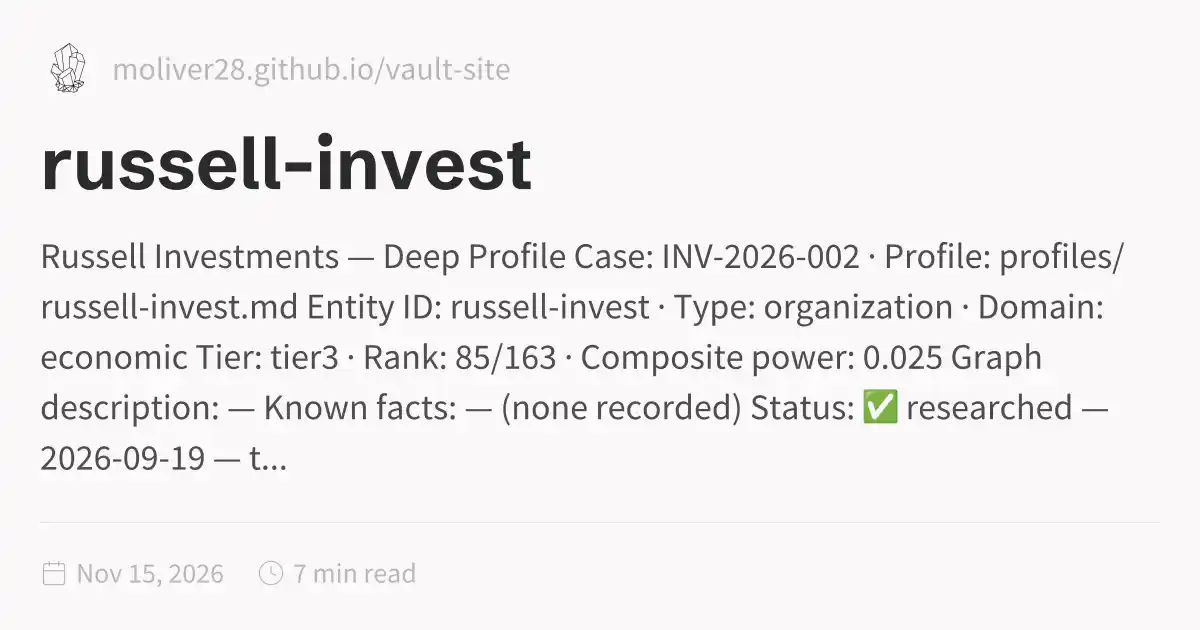 moliver28.github.io/vault-site
russell-invest
Russell Investments — Deep Profile Case: INV-2026-002 · Profile: profiles/
russell-invest.md Entity ID: russell-invest · Type: organization · Domain:
economic Tier: tier3 · Rank: 85/163 · Composite power: 0.025 Graph
description: — Known facts: — (none recorded) Status: ✅ researched —
2026-09-19 — t...
Nov 15, 2026 7 min read